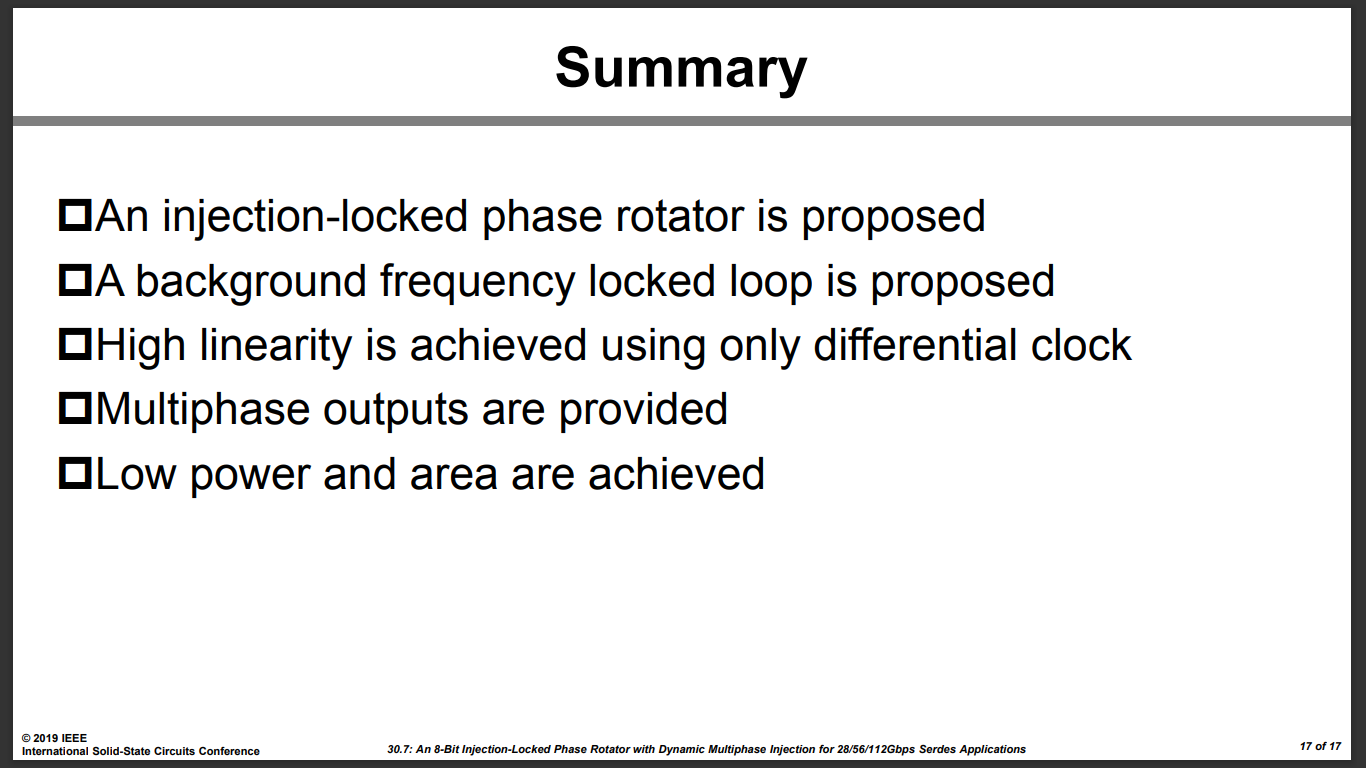 Summary
An injection-locked phase rotator is proposed
A background frequency locked loop is proposed
High linearity is achieved using only differential clock
Multiphase outputs are provided
Low power and area are achieved
© 2019 IEEE
International Solid-State Circuits Conference
30.7: An 8-Bit Injection-Locked Phase Rotator with Dynamic Multiphase Injection for 28/56/112Gbps Serdes Applications
17 of 17